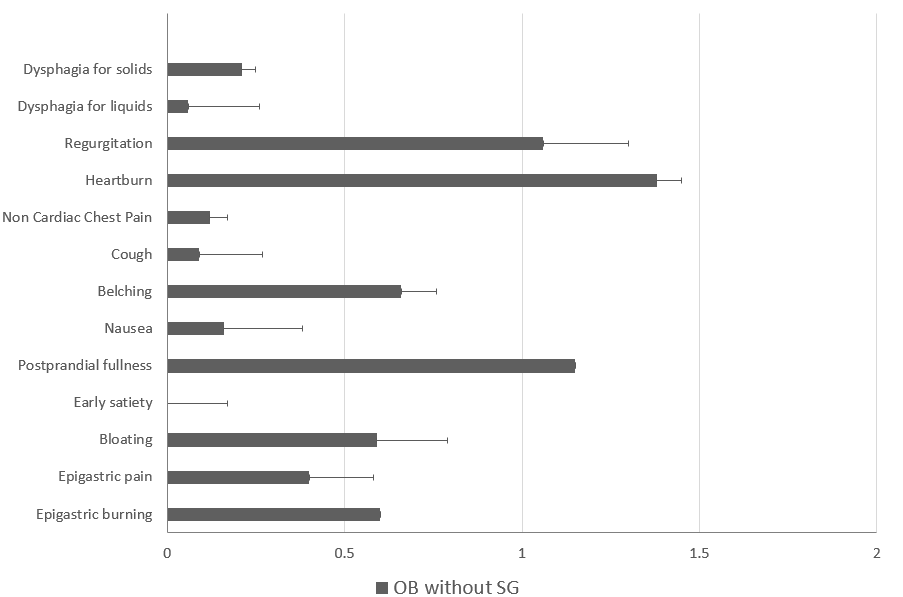 Dysphagia for solids
Dysphagia for liquids
Regurgitation
Heartburn
Non Cardiac Chest Pain
Cough
Belching
Nausea
Postprandial fullness
Early satiety
Bloating
Epigastric pain
Epigastric burning
0 0.5 1 1.5 2
OB without SG